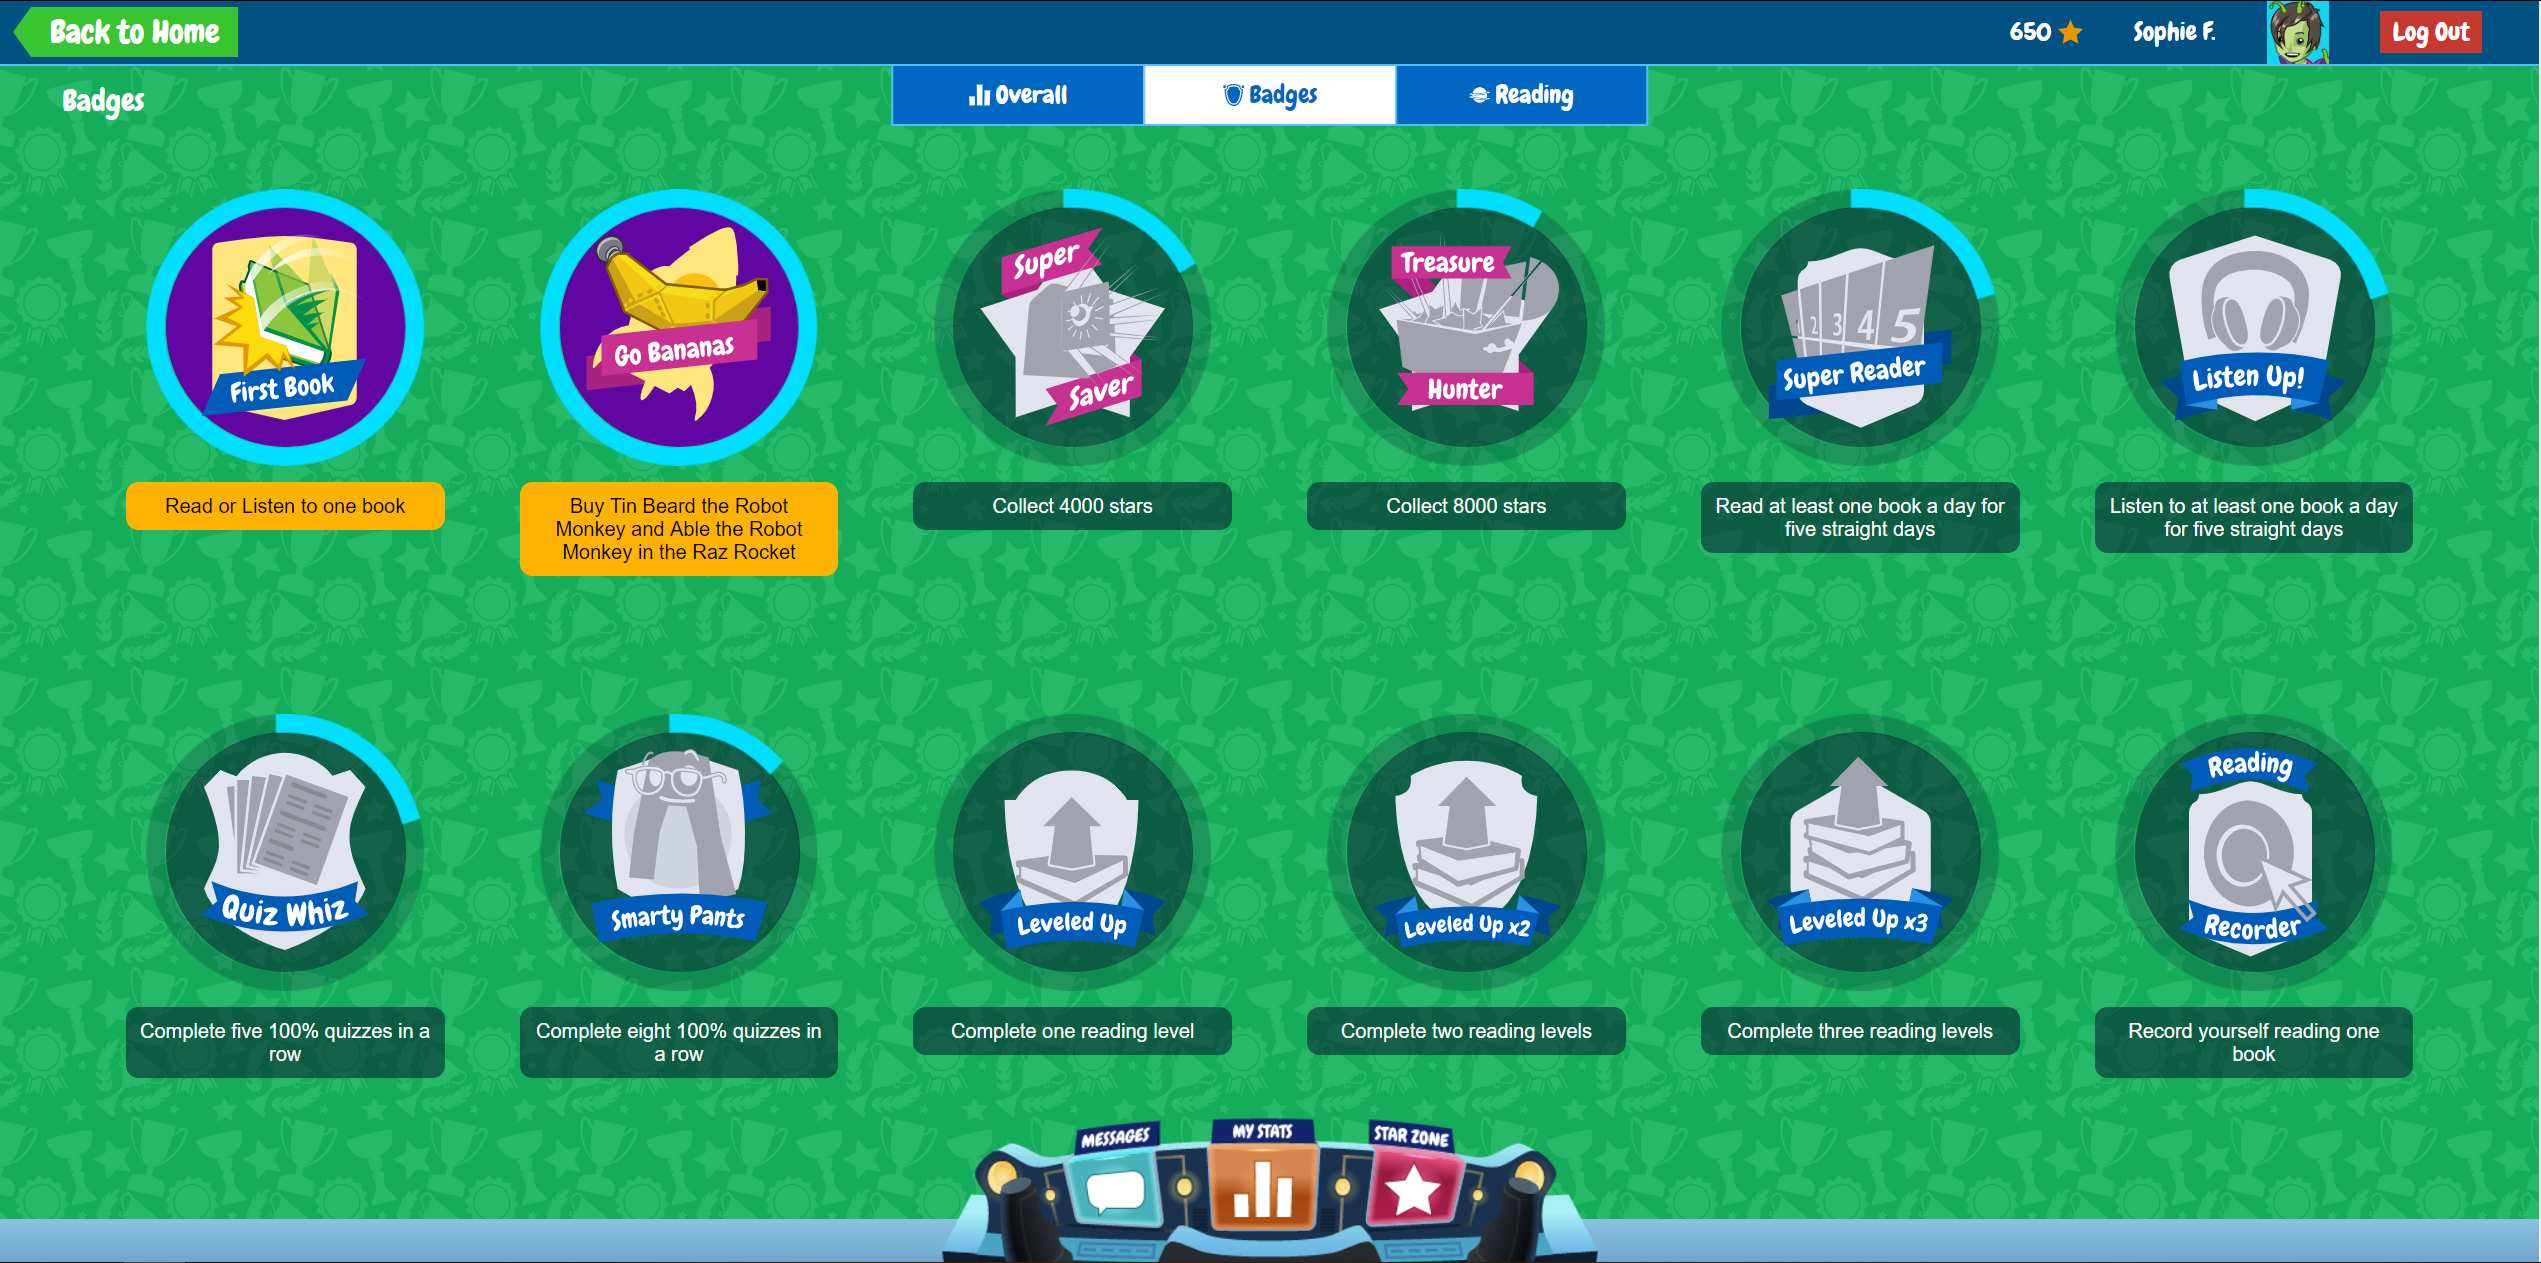 Back to Home
650
Sophie F.
Log Out
Badges
Overall
Badges
Reading
First Book
Read or Listen to one book
Go Bananas
Buy Tin Beard the Robot
Monkey and Able the Robot
Monkey in the Raz Rocket
Super
Saver
Collect 4000 stars
Treasure
Hunter
Collect 8000 stars
1 2 3 4 5
Super Reader
Read at least one book a day for
five straight days
Listen Up!
Listen to at least one book a day
for five straight days
Quiz Whiz
Complete five 100% quizzes in a
row
Smarty Pants
Complete eight 100% quizzes in
a row
Leveled Up
Complete one reading level
Leveled Up x2
Complete two reading levels
Leveled Up x3
Complete three reading levels
Reading
Recorder
Record yourself reading one
book
MESSAGES
MY STATS
STAR ZONE